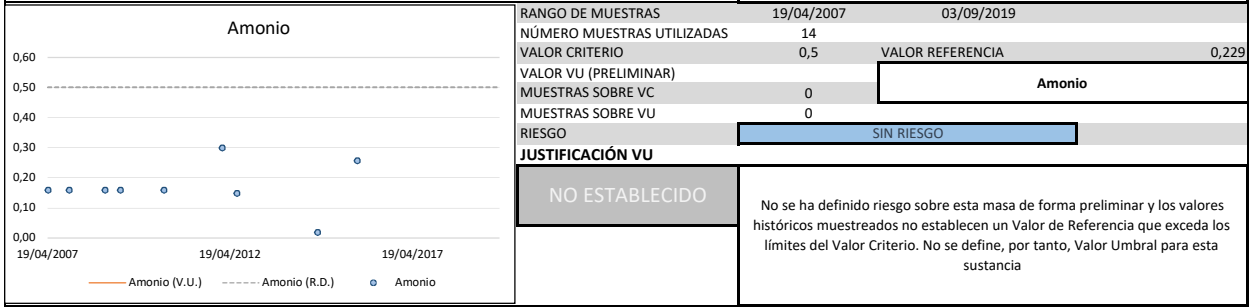 Amonio
0,60
0,50
0,40
0,30
0,20
0,10
0,00
19/04/2007 19/04/2012 19/04/2017
Amonio (V.U.) Amonio (R.D.) Amonio
RANGO DE MUESTRAS 19/04/2007 03/09/2019
NÚMERO MUESTRAS UTILIZADAS 14
VALOR CRITERIO 0,5 VALOR REFERENCIA 0,229
VALOR VU (PRELIMINAR)
Amonio
MUESTRAS SOBRE VC 0
MUESTRAS SOBRE VU 0
RIESGO SIN RIESGO
JUSTIFICACIÓN VU
NO ESTABLECIDO
No se ha definido riesgo sobre esta masa de forma preliminar y los valores
históricos muestreados no establecen un Valor de Referencia que exceda los
límites del Valor Criterio. No se define, por tanto, Valor Umbral para esta
sustancia